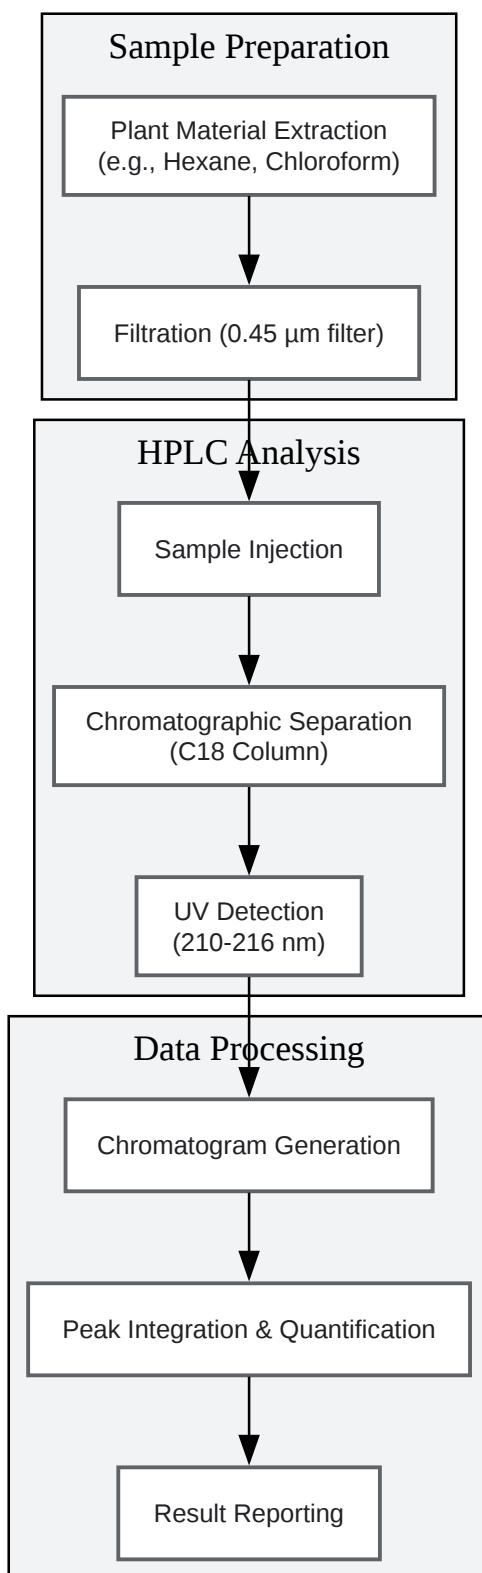 Sample Preparation
Plant Material Extraction
(e.g., Hexane, Chloroform)
Filtration (0.45 µm filter)
HPLC Analysis
Sample Injection
Chromatographic Separation
(C18 Column)
UV Detection
(210-216 nm)
Data Processing
Chromatogram Generation
Peak Integration & Quantification
Result Reporting